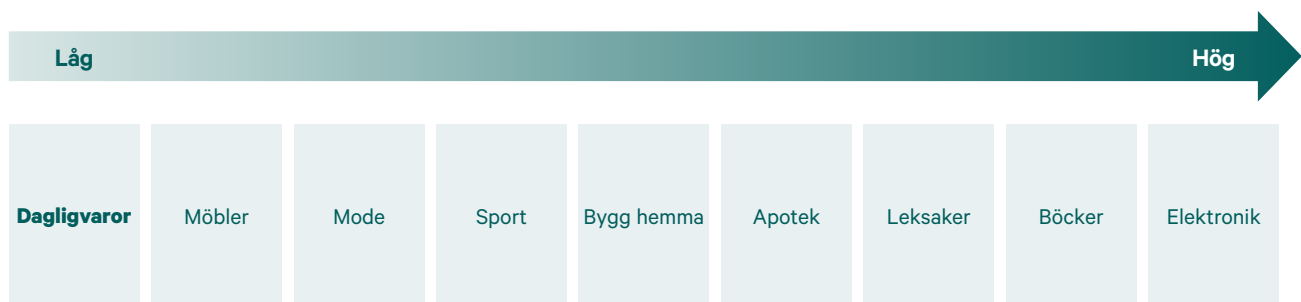 Låg
Hög
Dagligvaror
Möbler
Mode
Sport
Bygg hemma
Apotek
Leksaker
Böcker
Elektronik